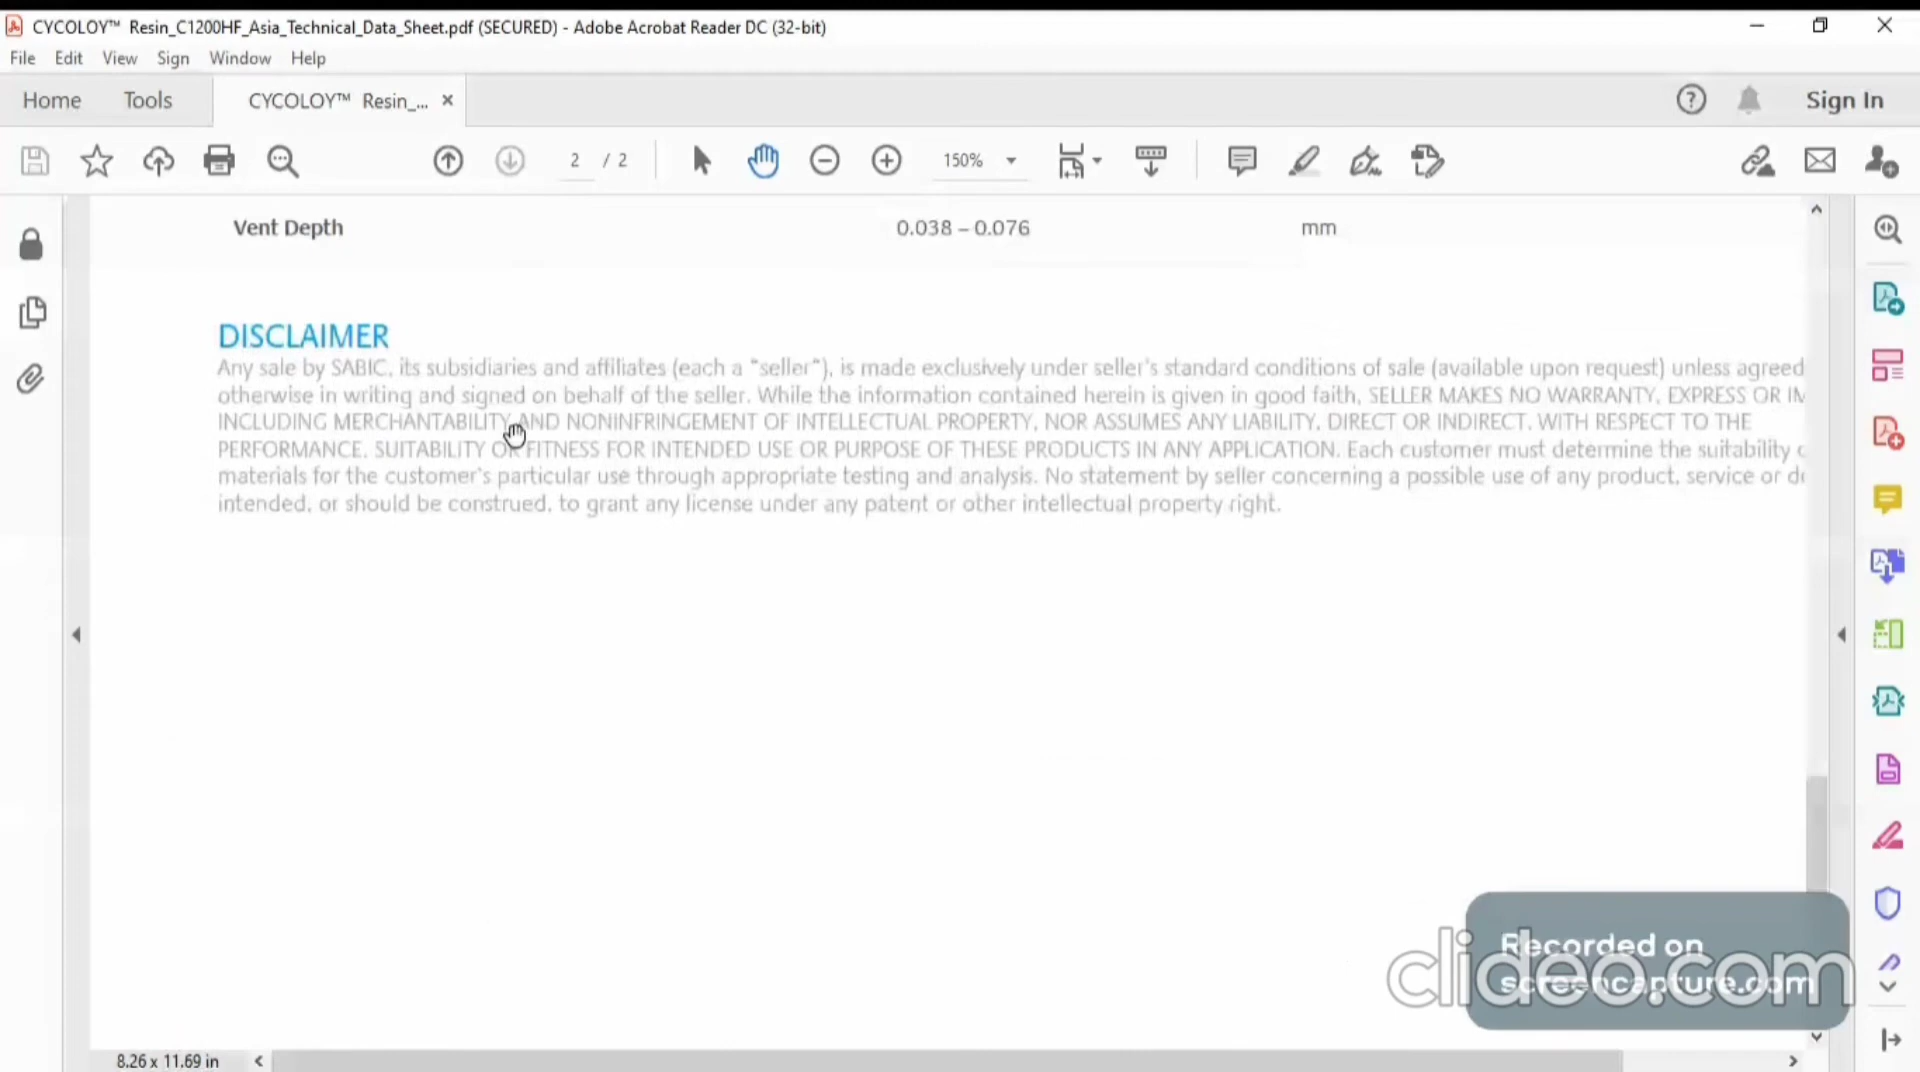 CYCOLOY™ Resin_C1200HF_Asia_Technical_Data_Sheet.pdf (SECURED) - Adobe Acrobat Reader DC (32-bit)
File Edit View Sign Window Help
Home Tools CYCOLOY™ Resin_... × Sign In
2 / 2 150%
Vent Depth 0.038 – 0.076 mm
DISCLAIMER
Any sale by SABIC, its subsidiaries and affiliates (each a "seller"), is made exclusively under seller's standard conditions of sale (available upon request) unless agreed
otherwise in writing and signed on behalf of the seller. While the information contained herein is given in good faith, SELLER MAKES NO WARRANTY, EXPRESS OR IM
INCLUDING MERCHANTABILITY AND NONINFRINGEMENT OF INTELLECTUAL PROPERTY, NOR ASSUMES ANY LIABILITY, DIRECT OR INDIRECT, WITH RESPECT TO THE
PERFORMANCE, SUITABILITY OR FITNESS FOR INTENDED USE OR PURPOSE OF THESE PRODUCTS IN ANY APPLICATION. Each customer must determine the suitability
materials for the customer's particular use through appropriate testing and analysis. No statement by seller concerning a possible use of any product, service or
intended, or should be construed, to grant any license under any patent or other intellectual property right.
Recorded on
screencapture.com
clideo.com
8.26 x 11.69 in